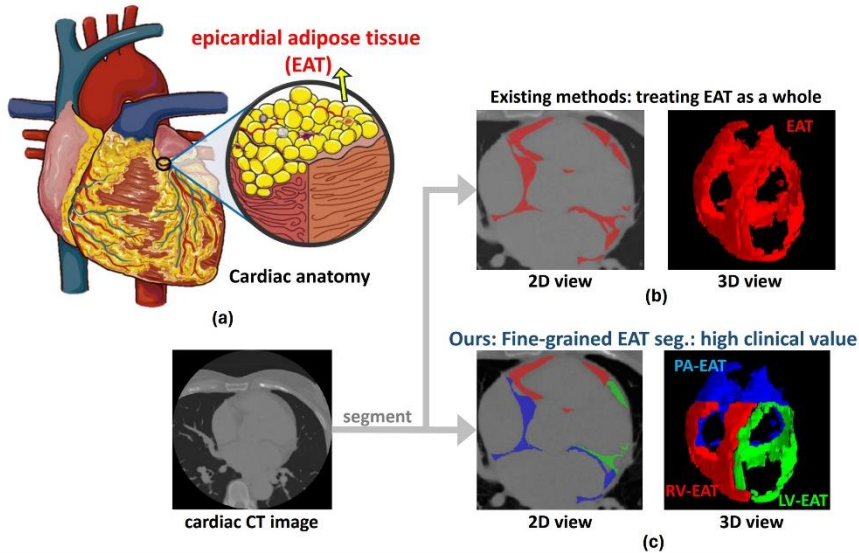 epicardial adipose tissue
(EAT)
Cardiac anatomy
(a)
Existing methods: treating EAT as a whole
EAT
2D view
3D view
(b)
Ours: Fine-grained EAT seg.: high clinical value
segment
cardiac CT image
PA-EAT
RV-EAT
LV-EAT
2D view
3D view
(c)